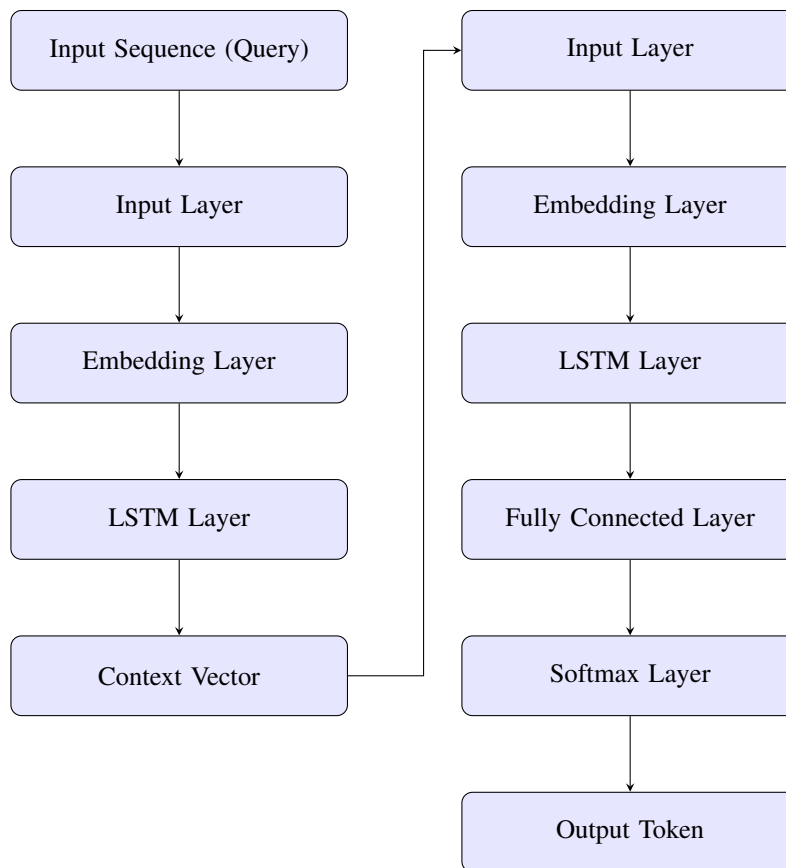 Input Sequence (Query)
Input Layer
Embedding Layer
LSTM Layer
Context Vector
Input Layer
Embedding Layer
LSTM Layer
Fully Connected Layer
Softmax Layer
Output Token